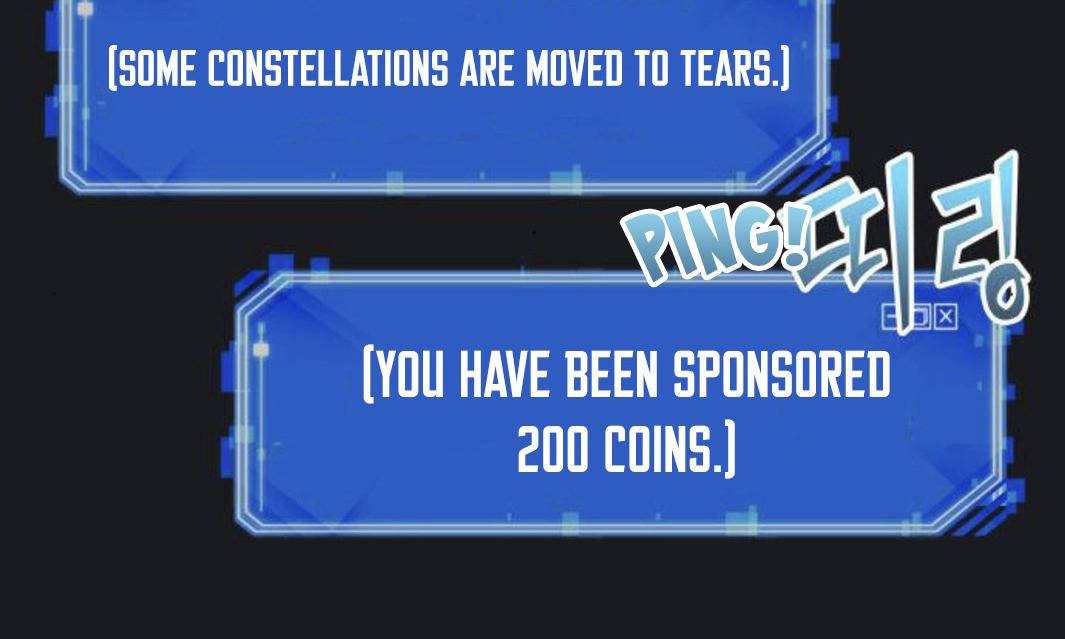 [SOME CONSTELLATIONS ARE MOVED TO TEARS.]
PING! 띠링
[YOU HAVE BEEN SPONSORED
200 COINS.]